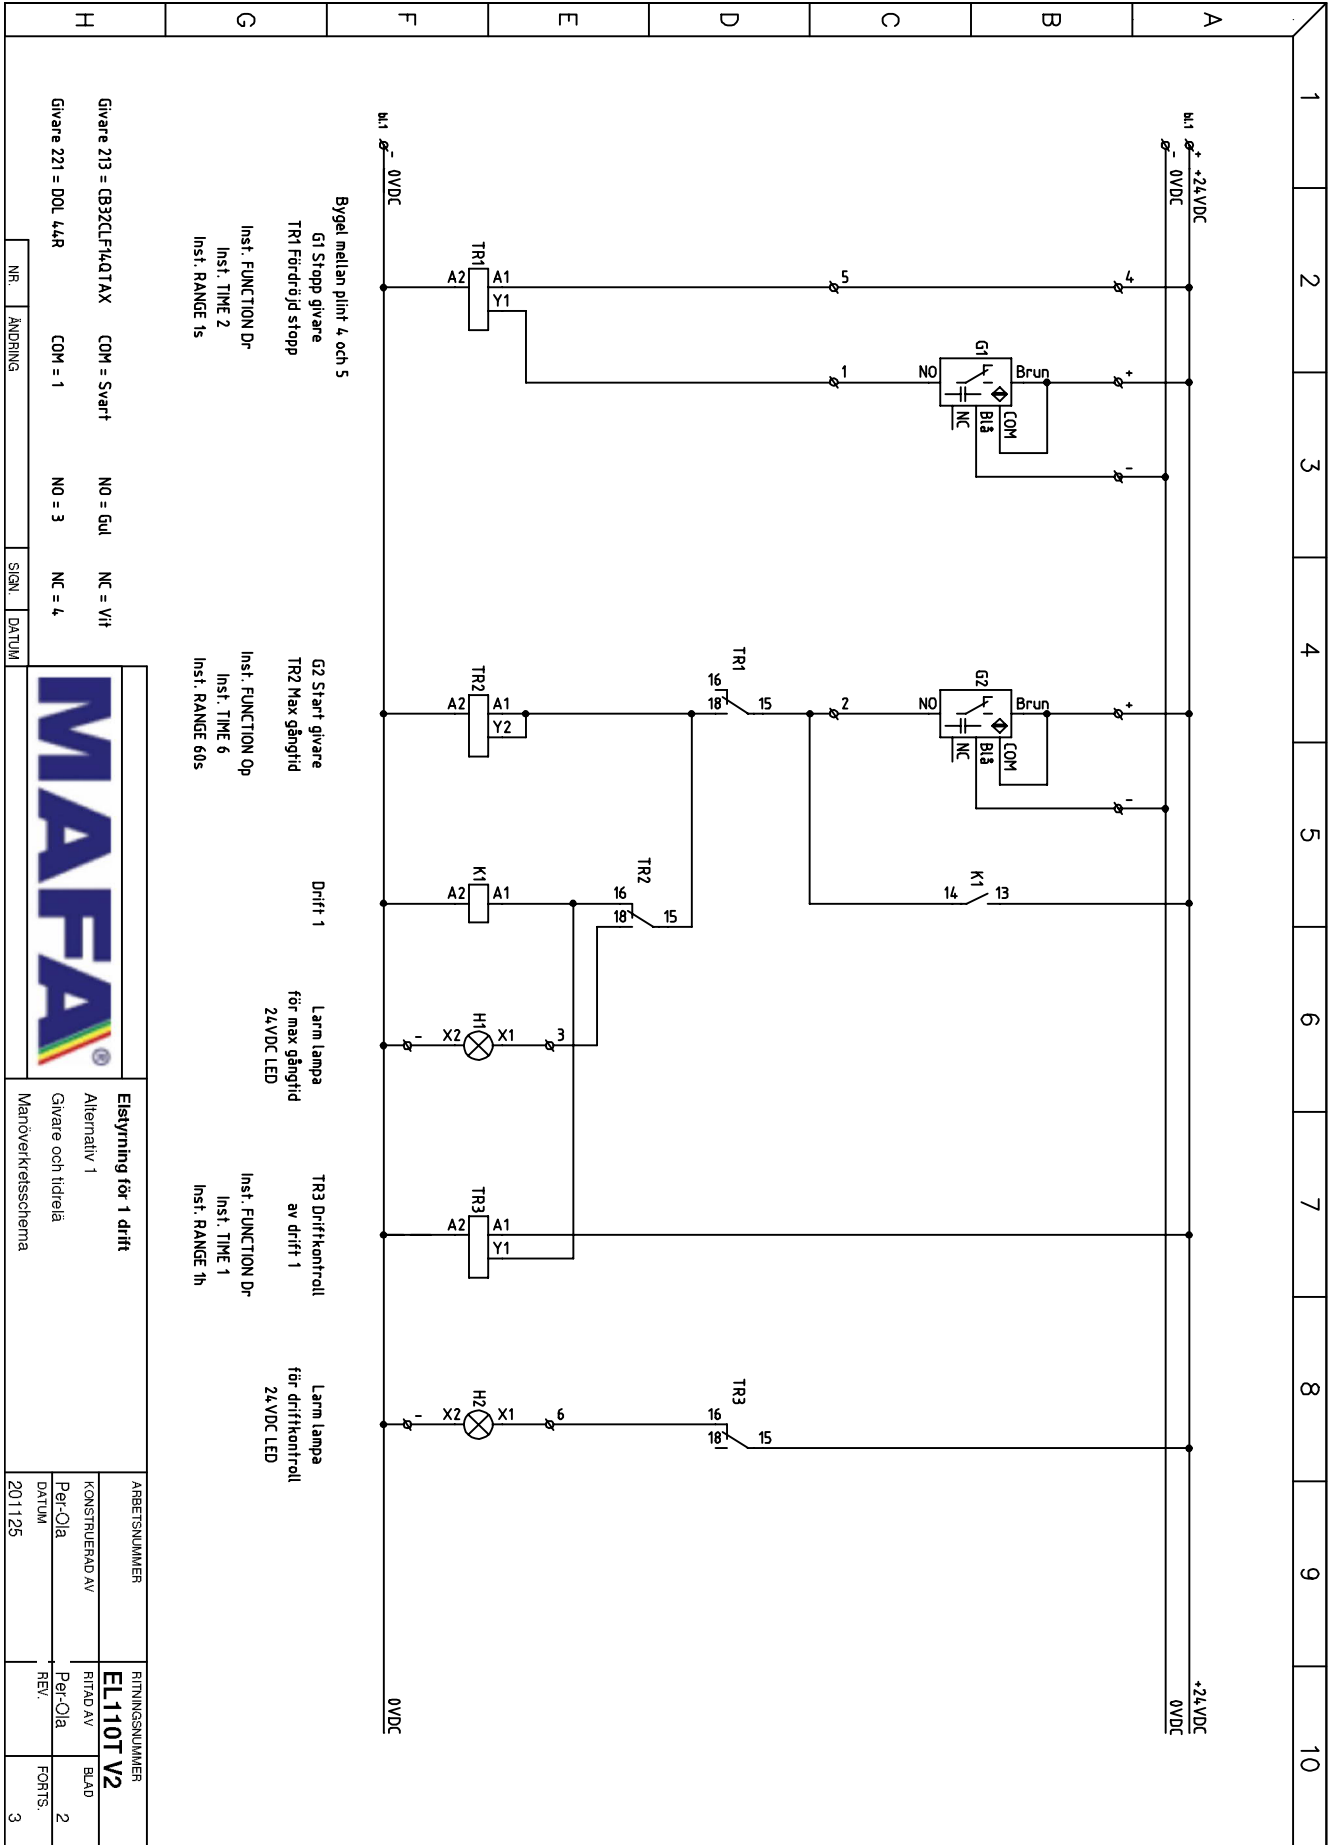 1 2 3 4 5 6 7 8 9 10
A
B
C
D
E
F
G
H
bl.1 + +24VDC
- 0VDC
+24VDC
0VDC
4
+
-
+
-
G1
Brun
COM
Blå
NC
NO
G2
Brun
COM
Blå
NC
NO
K1
13
14
5
1
2
TR1
15
16
18
TR2
15
16
18
TR3
15
16
18
3
6
TR1
A1
Y1
A2
TR2
A1
Y2
A2
K1
A1
A2
H1
X1
X2
-
TR3
A1
Y1
A2
H2
X1
X2
-
bl.1 - 0VDC
0VDC
Bygel mellan plint 4 och 5
G1 Stopp givare
TR1 Fördröjd stopp
Inst. FUNCTION Dr
Inst. TIME 2
Inst. RANGE 1s
G2 Start givare
TR2 Max gångtid
Inst. FUNCTION Op
Inst. TIME 6
Inst. RANGE 60s
Drift 1
Larm lampa
för max gångtid
24VDC LED
TR3 Driftkontroll
av drift 1
Inst. FUNCTION Dr
Inst. TIME 1
Inst. RANGE 1h
Larm lampa
för driftkontroll
24VDC LED
Givare 213 = CB32CLF14QTAX COM = Svart NO = Gul NC = Vit
Givare 221 = DOL 44R COM = 1 NO = 3 NC = 4
NR. ÄNDRING SIGN. DATUM
MAFA®
Elstyrning för 1 drift
Alternativ 1
Givare och tidrelä
Manöverkretsschema
ARBETSNUMMER
RITNINGSNUMMER
EL110T V2
KONSTRUERAD AV
Per-Ola
RITAD AV
Per-Ola
BLAD
2
DATUM
201125
REV.
FORTS.
3